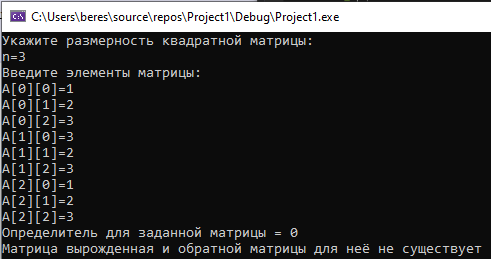 C:\Users\beres\source\repos\Project1\Debug\Project1.exe
Укажите размерность квадратной матрицы:
n=3
Введите элементы матрицы:
A[0][0]=1
A[0][1]=2
A[0][2]=3
A[1][0]=3
A[1][1]=2
A[1][2]=3
A[2][0]=1
A[2][1]=2
A[2][2]=3
Определитель для заданной матрицы = 0
Матрица вырожденная и обратной матрицы для неё не существует